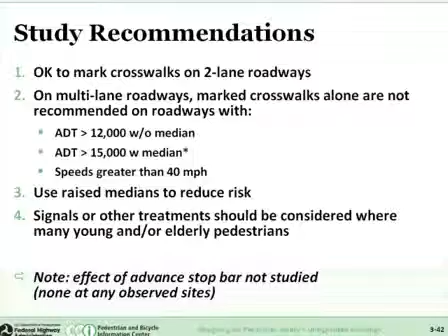 Study Recommendations
1. OK to mark crosswalks on 2-lane roadways
2. On multi-lane roadways, marked crosswalks alone are not
recommended on roadways with:
ADT > 12,000 w/o median
ADT > 15,000 w median*
Speeds greater than 40 mph
3. Use raised medians to reduce risk
4. Signals or other treatments should be considered where
many young and/or elderly pedestrians
⇨ Note: effect of advance stop bar not studied
(none at any observed sites)
Federal Highway
Administration
Pedestrian and Bicycle
Information Center
9-42